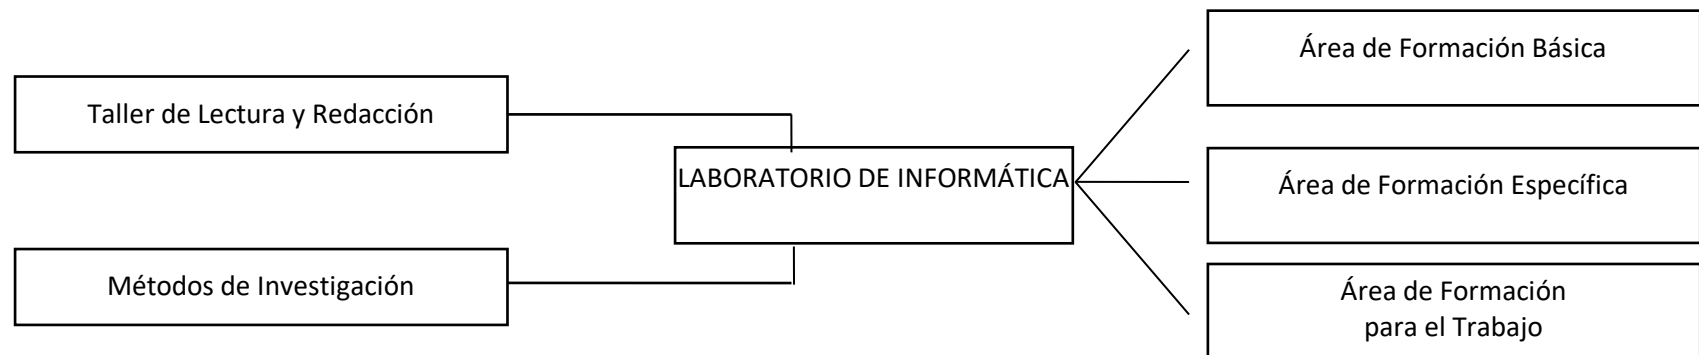 Taller de Lectura y Redacción
Métodos de Investigación
LABORATORIO DE INFORMÁTICA
Área de Formación Básica
Área de Formación Específica
Área de Formación
para el Trabajo